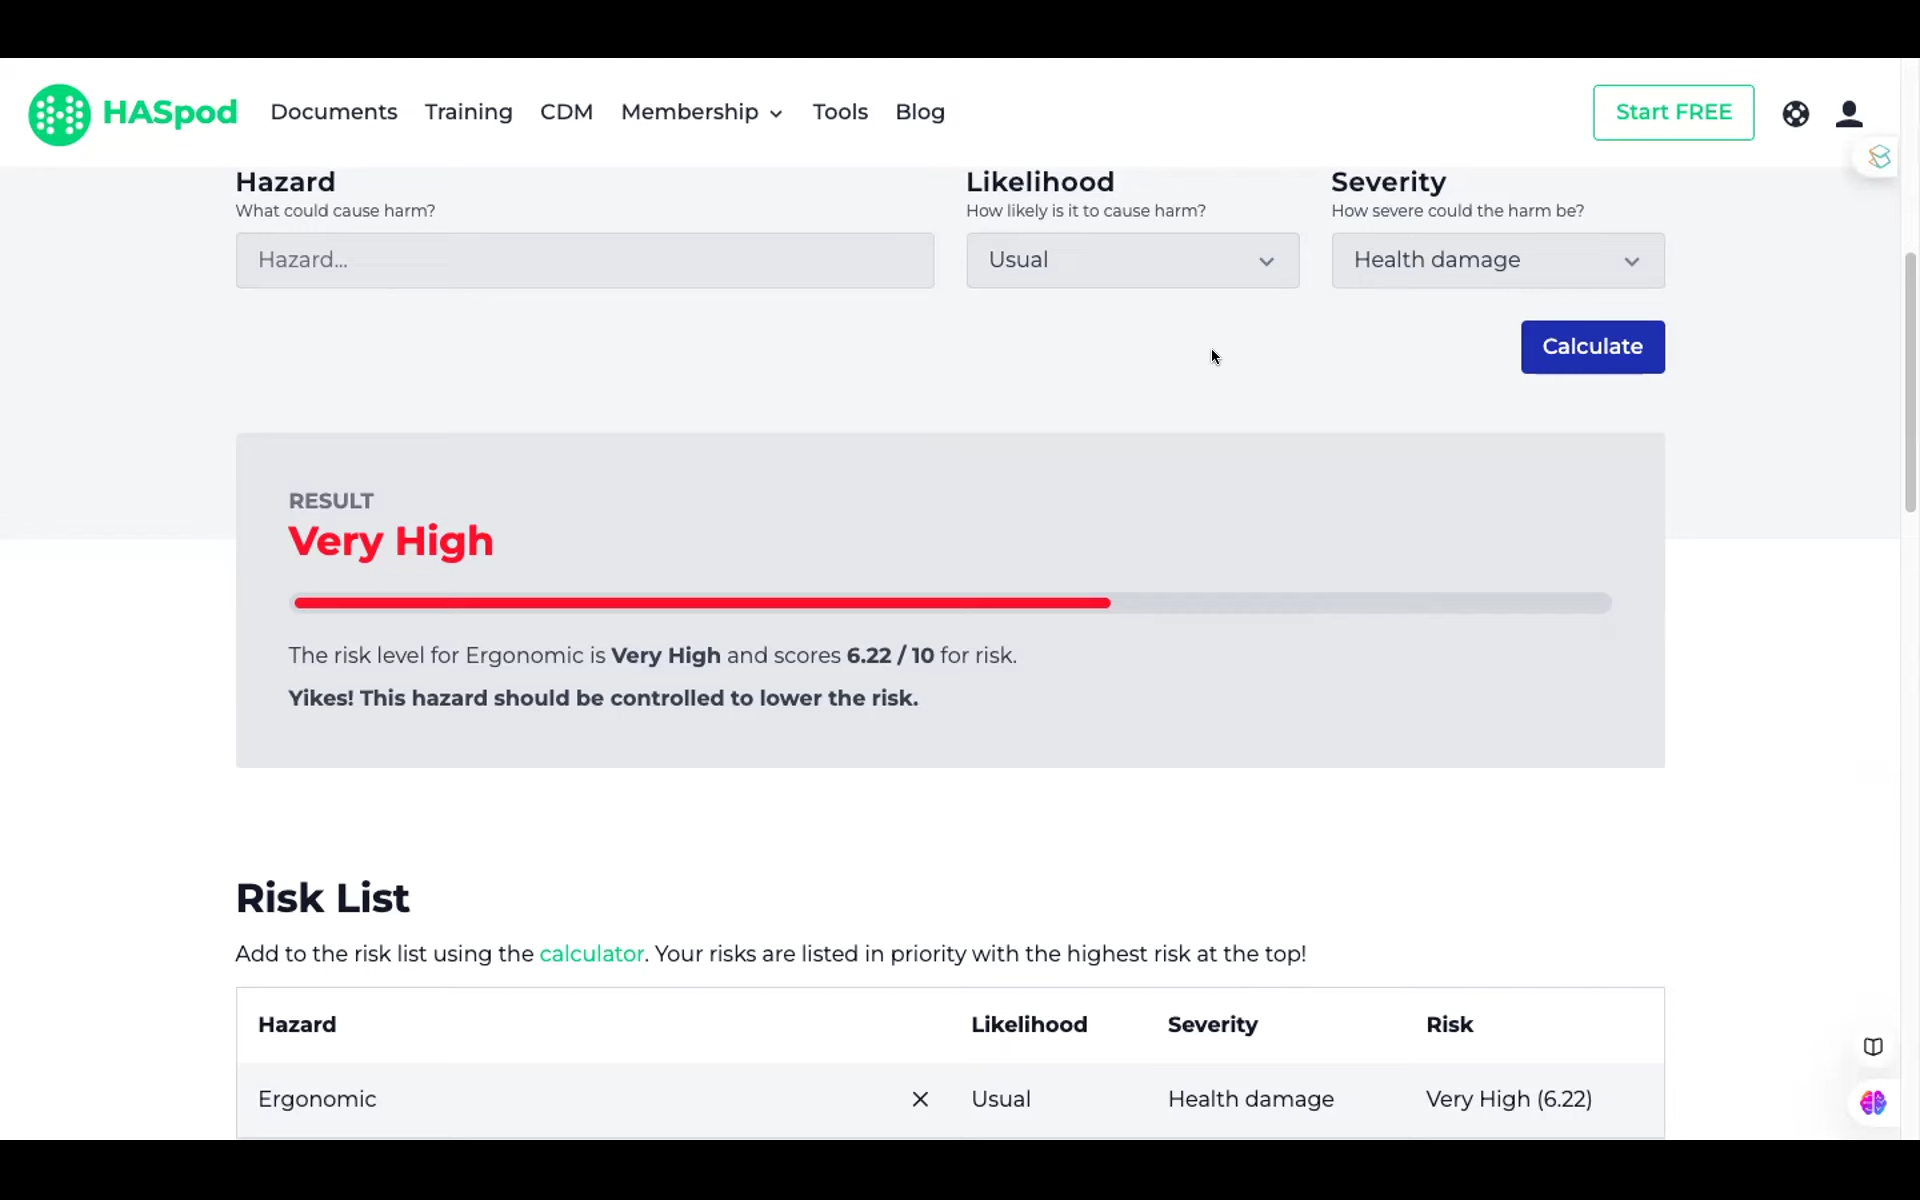 HASpod Documents Training CDM Membership Tools Blog Start FREE
Hazard
What could cause harm?
Hazard...
Likelihood
How likely is it to cause harm?
Usual
Severity
How severe could the harm be?
Health damage
Calculate
RESULT
Very High
The risk level for Ergonomic is Very High and scores 6.22 / 10 for risk.
Yikes! This hazard should be controlled to lower the risk.
Risk List
Add to the risk list using the calculator. Your risks are listed in priority with the highest risk at the top!
Hazard Likelihood Severity Risk
Ergonomic Usual Health damage Very High (6.22)